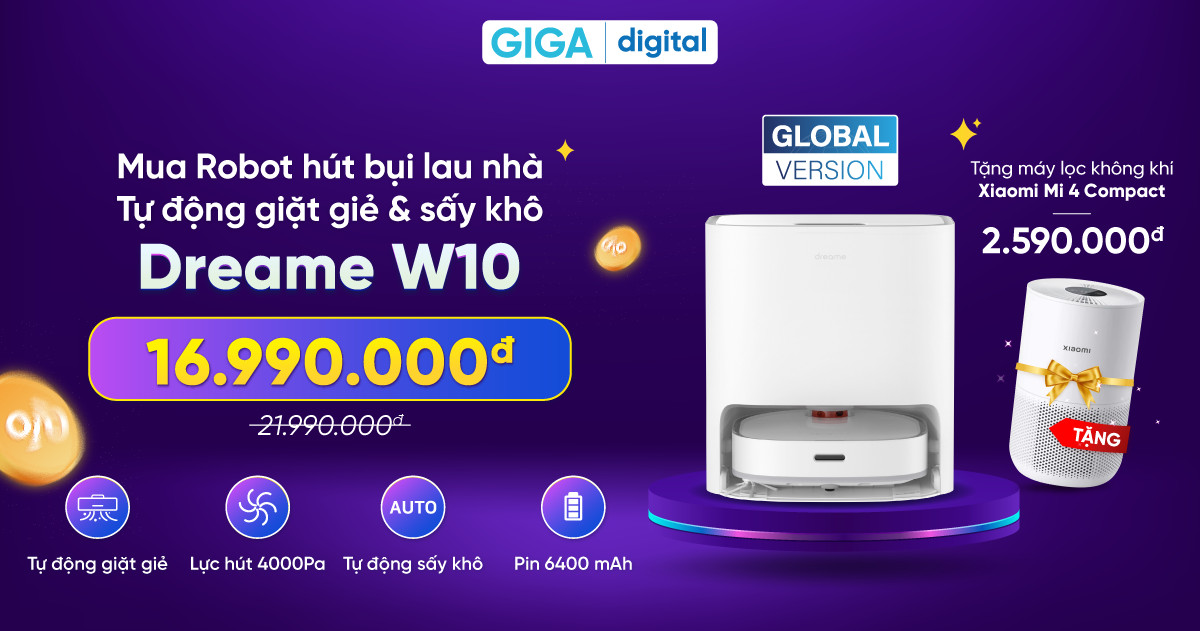 GIGA digital
Mua Robot hút bụi lau nhà
Tự động giặt giẻ & sấy khô
Dreame W10
16.990.000đ
21.990.000đ
Tự động giặt giẻ
Lực hút 4000Pa
AUTO
Tự động sấy khô
Pin 6400 mAh
GLOBAL
VERSION
dreame
Tặng máy lọc không khí
Xiaomi Mi 4 Compact
2.590.000đ
xiaomi
TẶNG